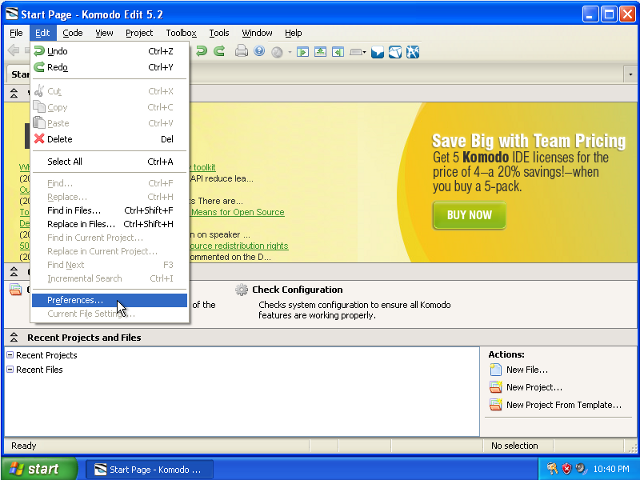 Start Page - Komodo Edit 5.2
File Edit Code View Project Toolbox Tools Window Help
Undo Ctrl+Z
Redo Ctrl+Y
Cut Ctrl+X
Copy Ctrl+C
Paste Ctrl+V
Delete Del
Select All Ctrl+A
Find... Ctrl+F
Replace... Ctrl+H
Find in Files... Ctrl+Shift+F
Replace in Files... Ctrl+Shift+H
Find in Current Project...
Replace in Current Project...
Find Next F3
Incremental Search Ctrl+I
Preferences...
Current File Settings...
Star
toolkit
API reduce lea...
s There are...
Means for Open Source
n on speaker ...
50 urce redistribution rights
mmented on the D...
Save Big with Team Pricing
Get 5 Komodo IDE licenses for the
price of 4—a 20% savings!—when
you buy a 5-pack.
BUY NOW
of the
Check Configuration
Checks system configuration to ensure all Komodo
features are working properly.
Recent Projects and Files
Recent Projects
Recent Files
Actions:
New File...
New Project...
New Project From Template...
Ready No selection
start Start Page - Komodo ... 10:40 PM